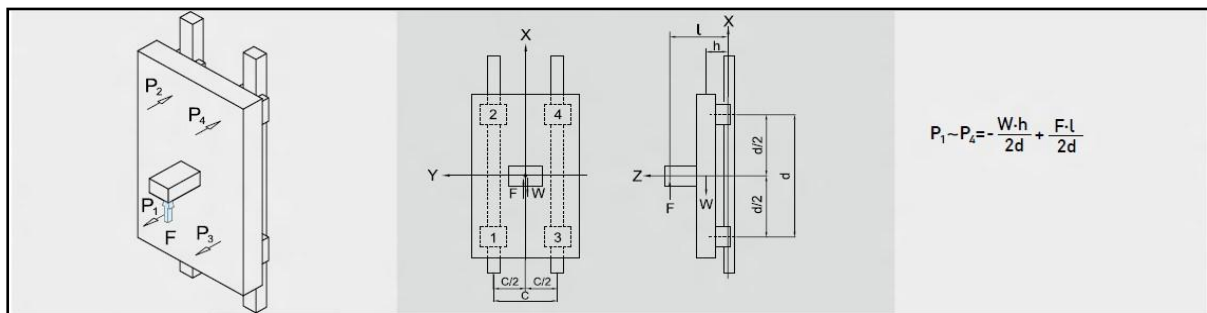 P₂
P₄
P₁
F
P₃
X
2
4
Y
F
W
1
3
C/2
C/2
C
l
X
h
d/2
d
Z
F
W
d/2
P₁~P₄=-W·h/2d+F·l/2d